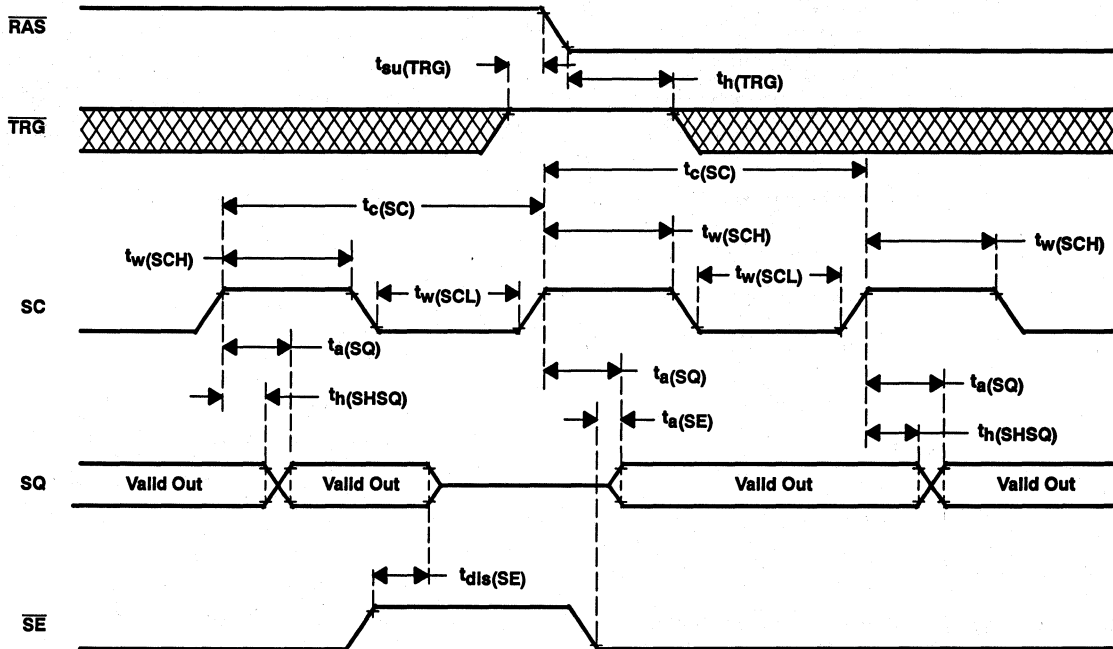 RAS
tsu(TRG)
th(TRG)
TRG
tc(SC)
tc(SC)
tw(SCH)
tw(SCH)
tw(SCH)
tw(SCL)
tw(SCL)
SC
ta(SQ)
ta(SQ)
ta(SQ)
th(SHSQ)
ta(SE)
th(SHSQ)
SQ
Valid Out
Valid Out
Valid Out
Valid Out
tdis(SE)
SE